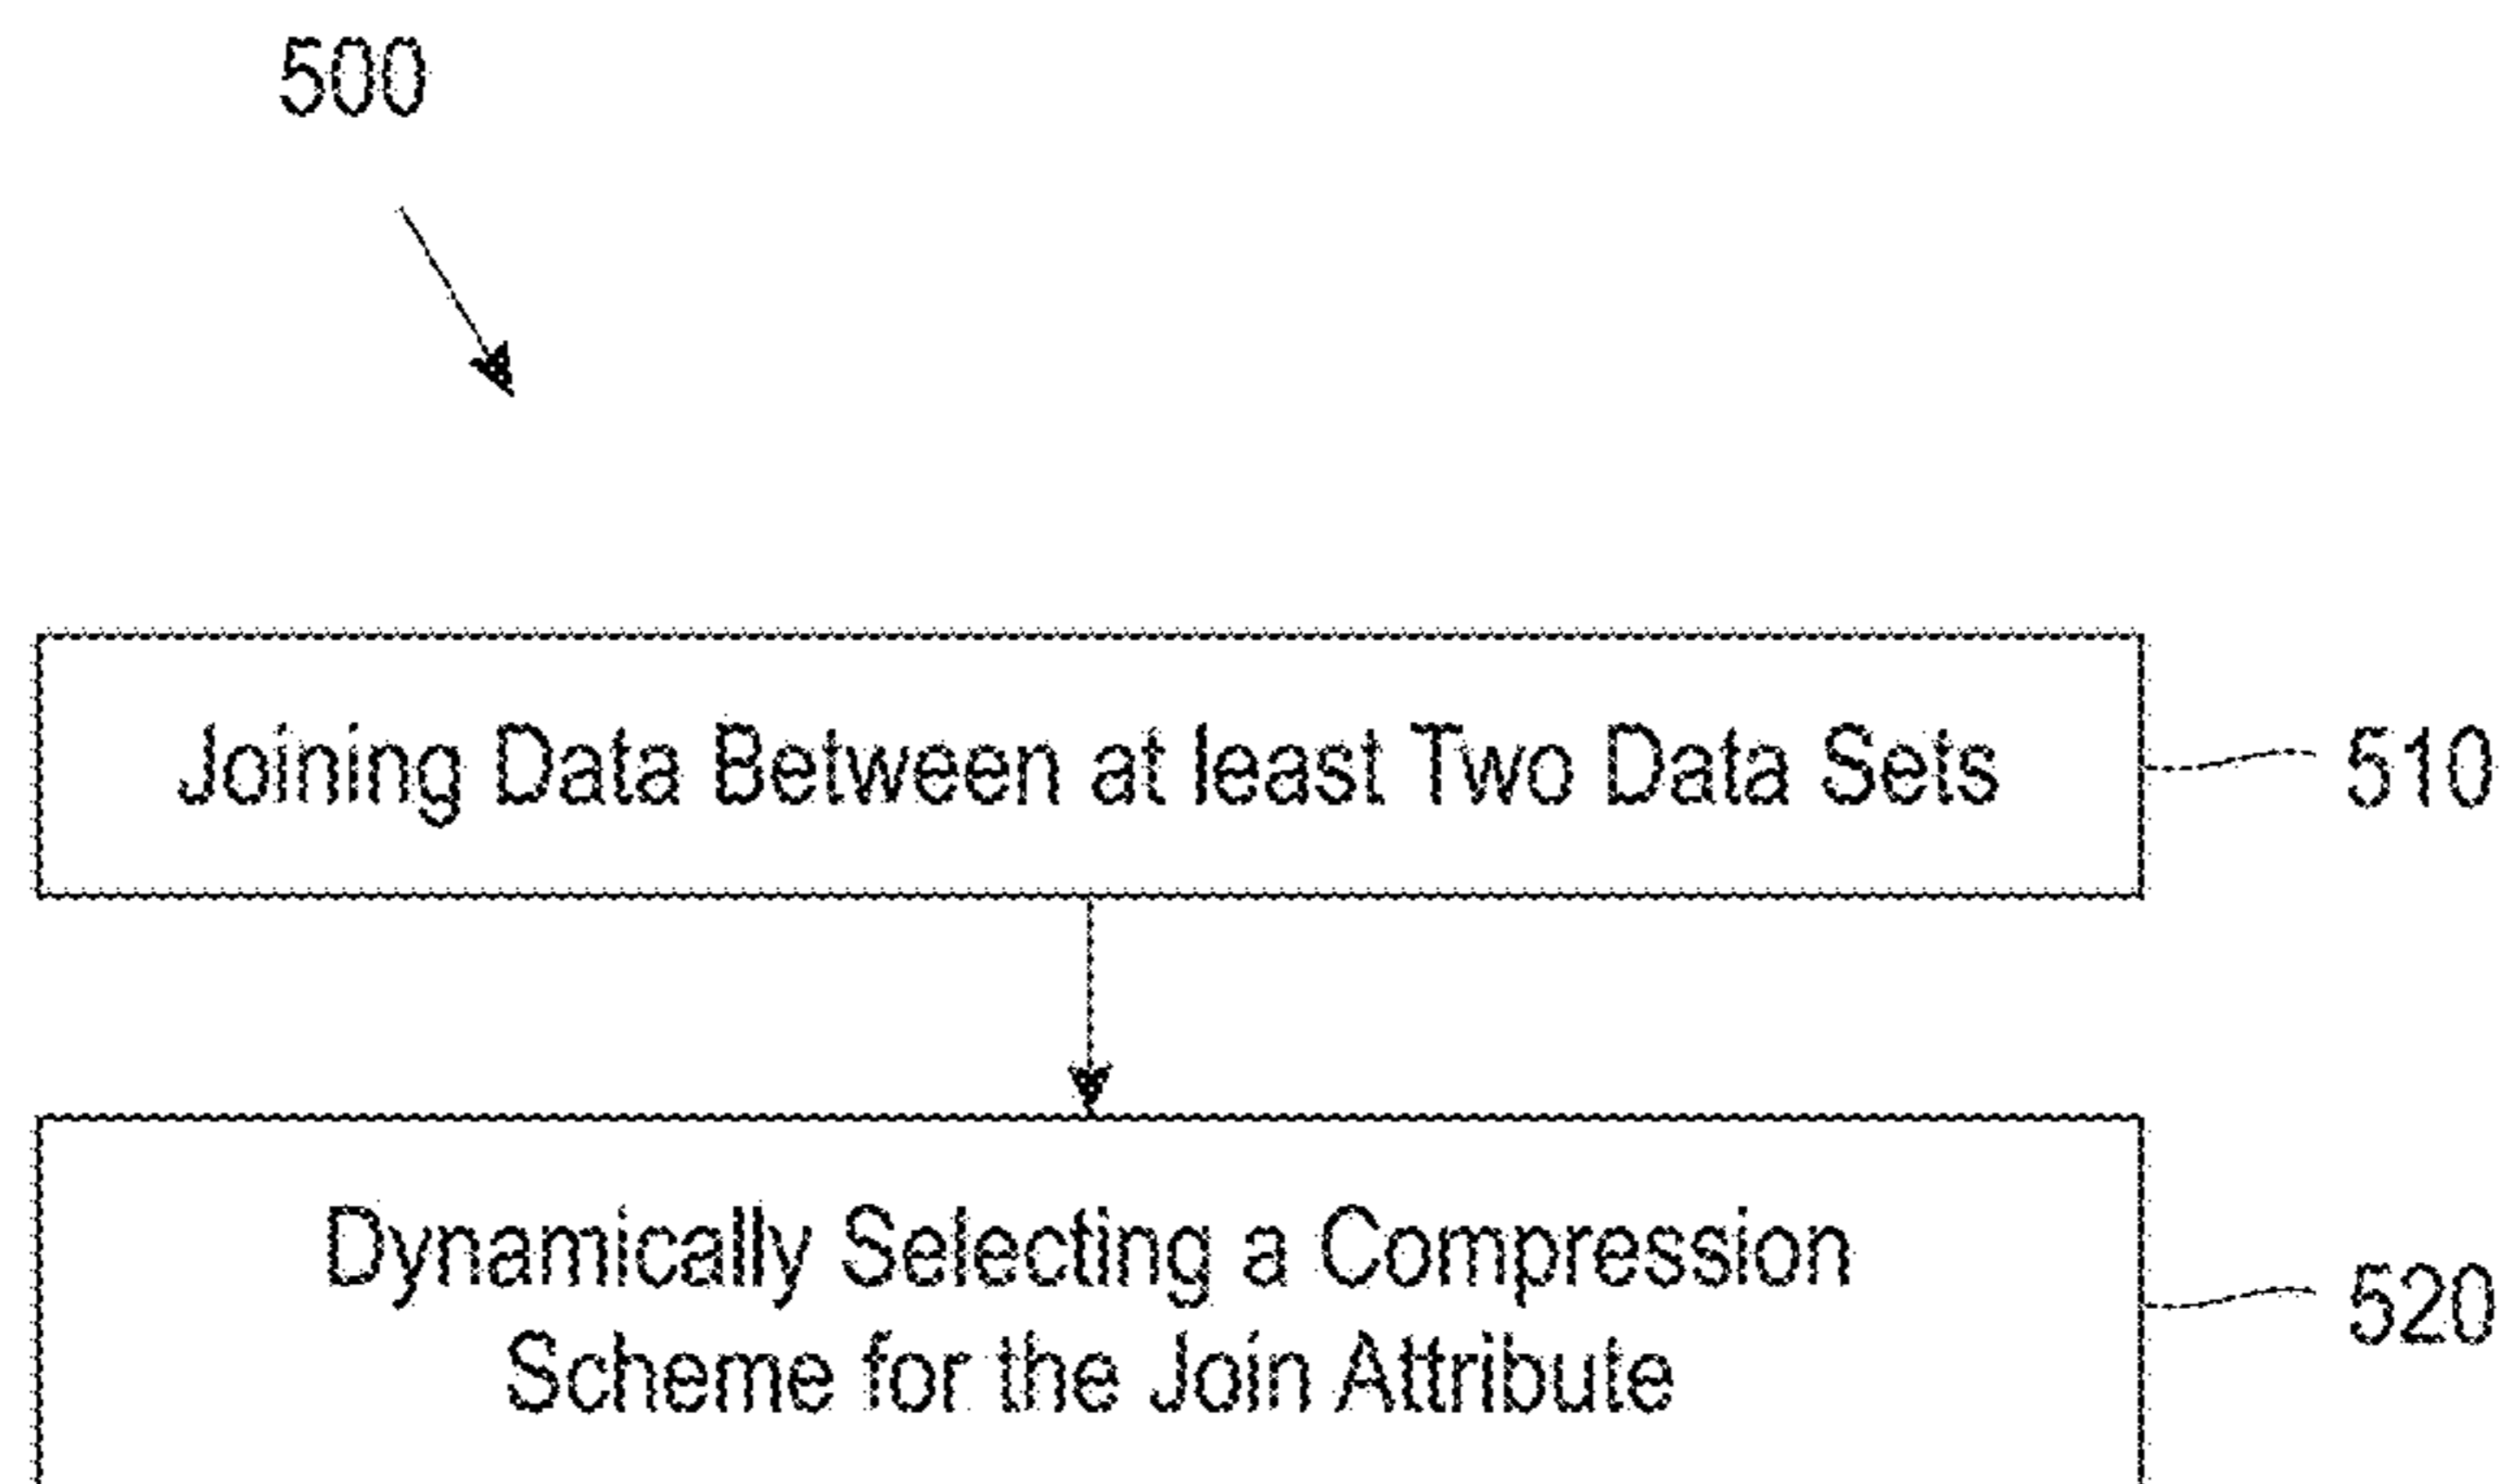 500
Joining Data Between at least Two Data Sets
510
Dynamically Selecting a Compression
Scheme for the Join Attribute
520